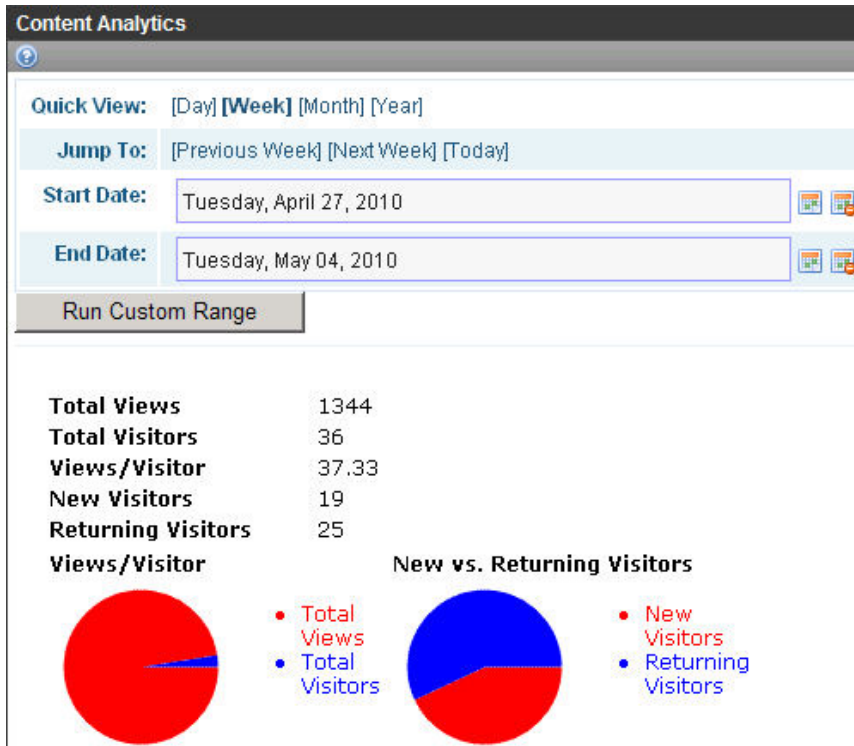 Content Analytics
Quick View: [Day] [Week] [Month] [Year]
Jump To: [Previous Week] [Next Week] [Today]
Start Date: Tuesday, April 27, 2010
End Date: Tuesday, May 04, 2010
Run Custom Range
Total Views 1344
Total Visitors 36
Views/Visitor 37.33
New Visitors 19
Returning Visitors 25
Views/Visitor New vs. Returning Visitors
Total
Views
Total
Visitors
New
Visitors
Returning
Visitors